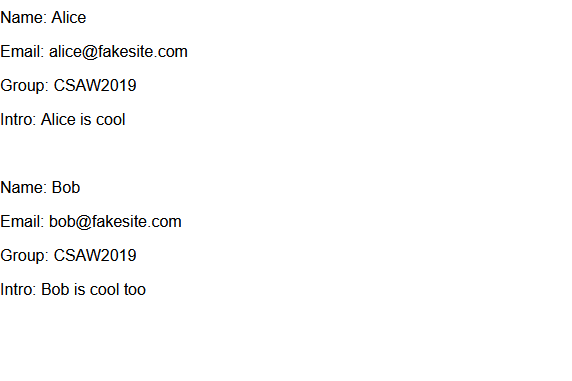 Name: Alice
Email: alice@fakesite.com
Group: CSAW2019
Intro: Alice is cool
Name: Bob
Email: bob@fakesite.com
Group: CSAW2019
Intro: Bob is cool too